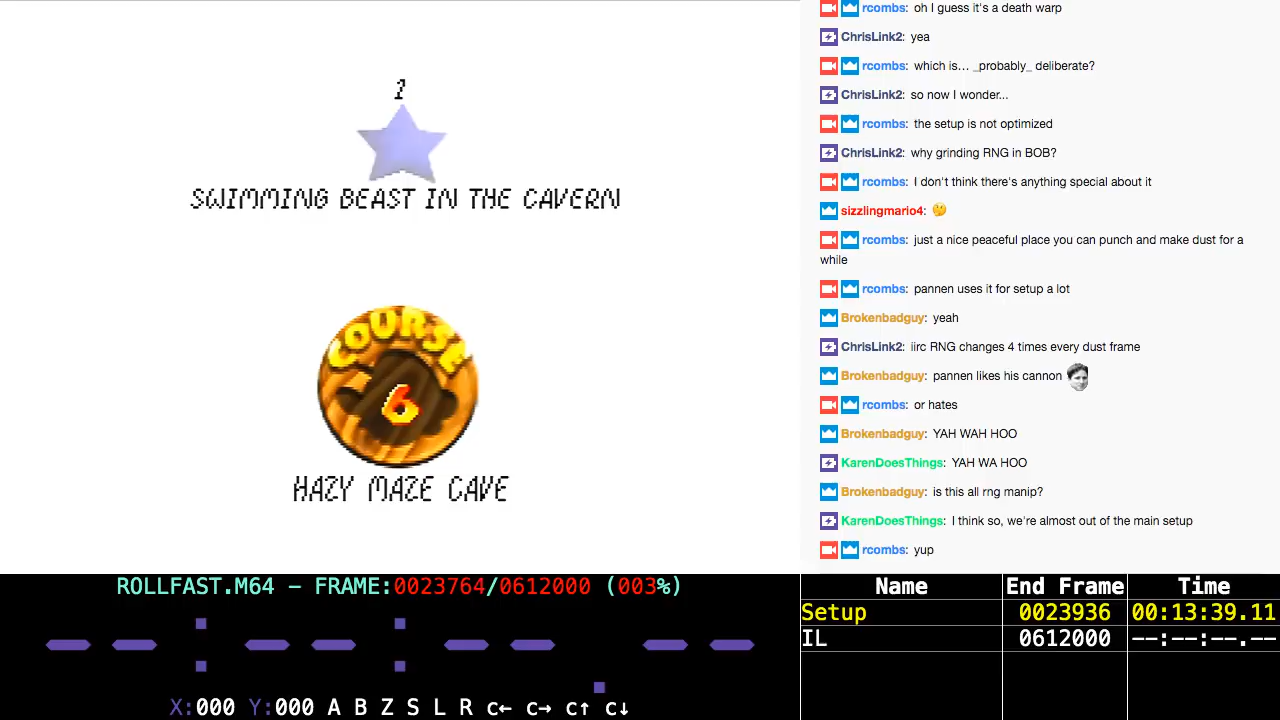 1
SWIMMING BEAST IN THE CAVERN
COURSE
6
HAZY MAZE CAVE
rcombs: oh I guess it's a death warp
ChrisLink2: yea
rcombs: which is… _probably_ deliberate?
ChrisLink2: so now I wonder...
rcombs: the setup is not optimized
ChrisLink2: why grinding RNG in BOB?
rcombs: I don't think there's anything special about it
sizzlingmario4: 🤔
rcombs: just a nice peaceful place you can punch and make dust for a
while
rcombs: pannen uses it for setup a lot
Brokenbadguy: yeah
ChrisLink2: iirc RNG changes 4 times every dust frame
Brokenbadguy: pannen likes his cannon
rcombs: or hates
Brokenbadguy: YAH WAH HOO
KarenDoesThings: YAH WA HOO
Brokenbadguy: is this all rng manip?
KarenDoesThings: I think so, we're almost out of the main setup
rcombs: yup
ROLLFAST.M64 – FRAME:0023764/0612000 (003%)
X:000 Y:000 A B Z S L R c← c→ c↑ c↓
Name End Frame Time
Setup 0023936 00:13:39.11
IL 0612000 --:--:--.--